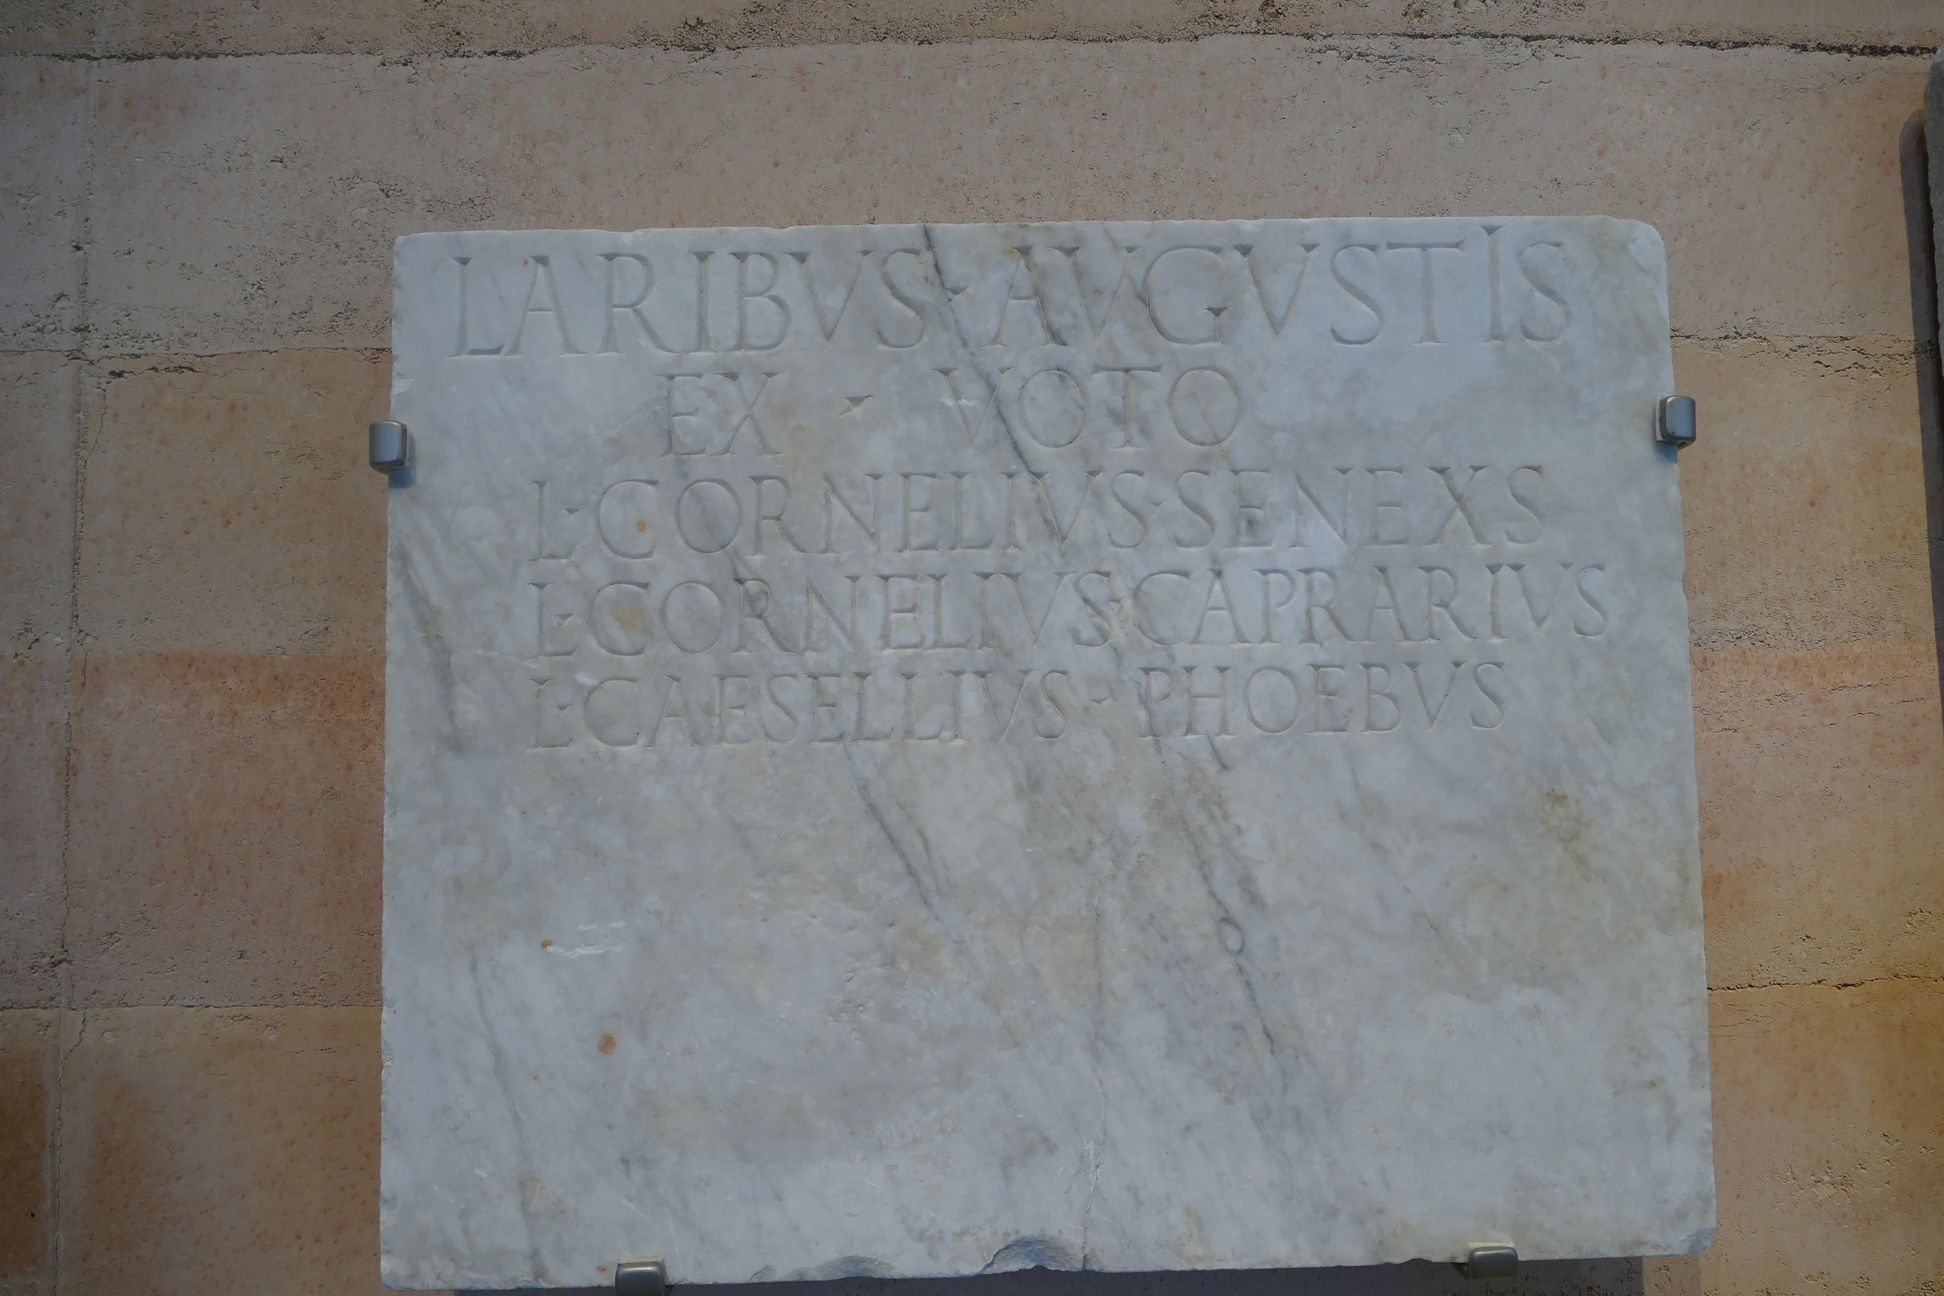 LARIBVS · AVGVSTIS
EX · VOTO
L · CORNELIVS · SENEXS
L · CORNELIVS · CAPRARIVS
L · CAESELLIVS · PHOEBVS